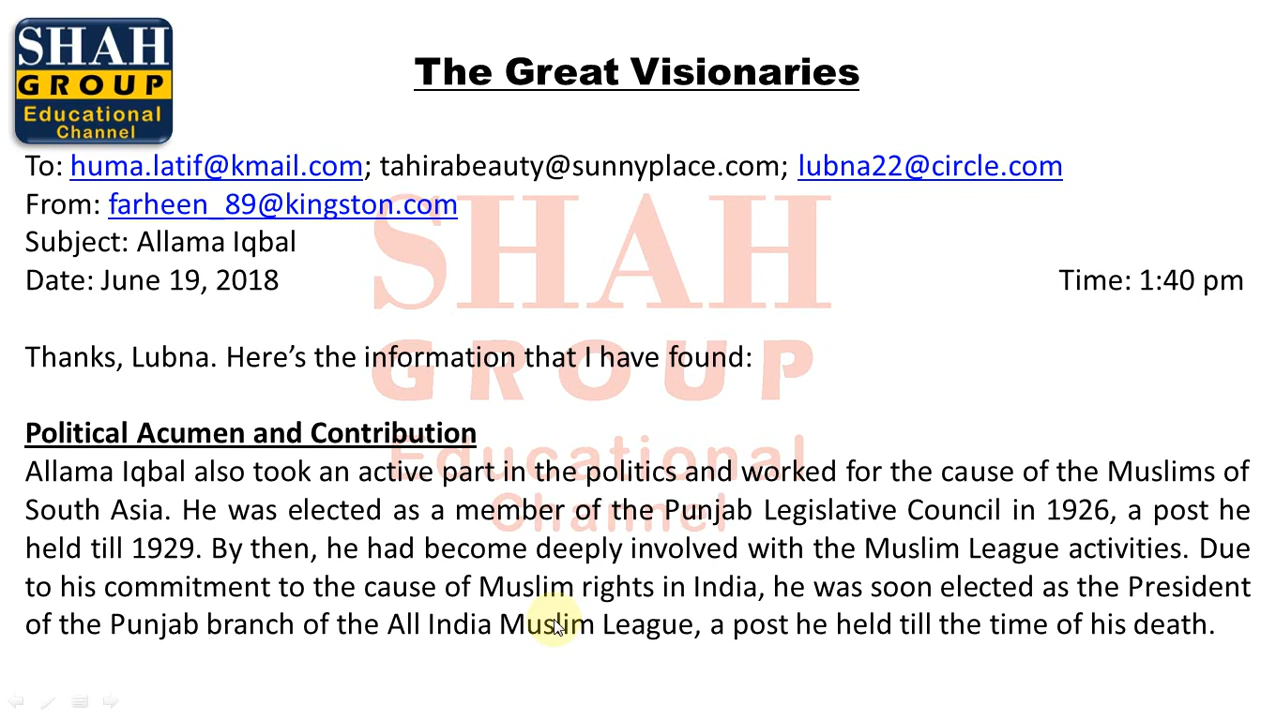 SHAH
GROUP
Educational
Channel
The Great Visionaries
To: huma.latif@kmail.com; tahirabeauty@sunnyplace.com; lubna22@circle.com
From: farheen_89@kingston.com
Subject: Allama Iqbal
Date: June 19, 2018 Time: 1:40 pm
Thanks, Lubna. Here’s the information that I have found:
Political Acumen and Contribution
Allama Iqbal also took an active part in the politics and worked for the cause of the Muslims of
South Asia. He was elected as a member of the Punjab Legislative Council in 1926, a post he
held till 1929. By then, he had become deeply involved with the Muslim League activities. Due
to his commitment to the cause of Muslim rights in India, he was soon elected as the President
of the Punjab branch of the All India Muslim League, a post he held till the time of his death.
SHAH
GROUP
Educational
Channel